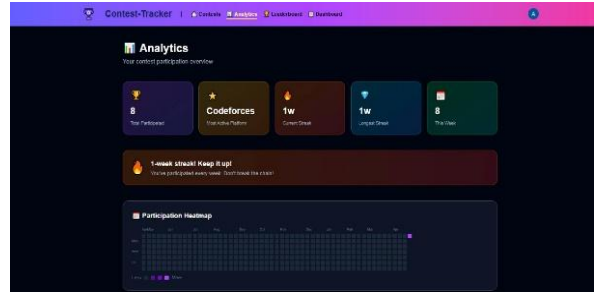 Contest-Tracker | Contests Analytics Leaderboard Dashboard A
Analytics
Your contest participation overview
8
Total Participated
Codeforces
Most Active Platform
1w
Current Streak
1w
Longest Streak
8
This Week
1-week streak! Keep it up!
You've participated every week. Don't break the chain!
Participation Heatmap